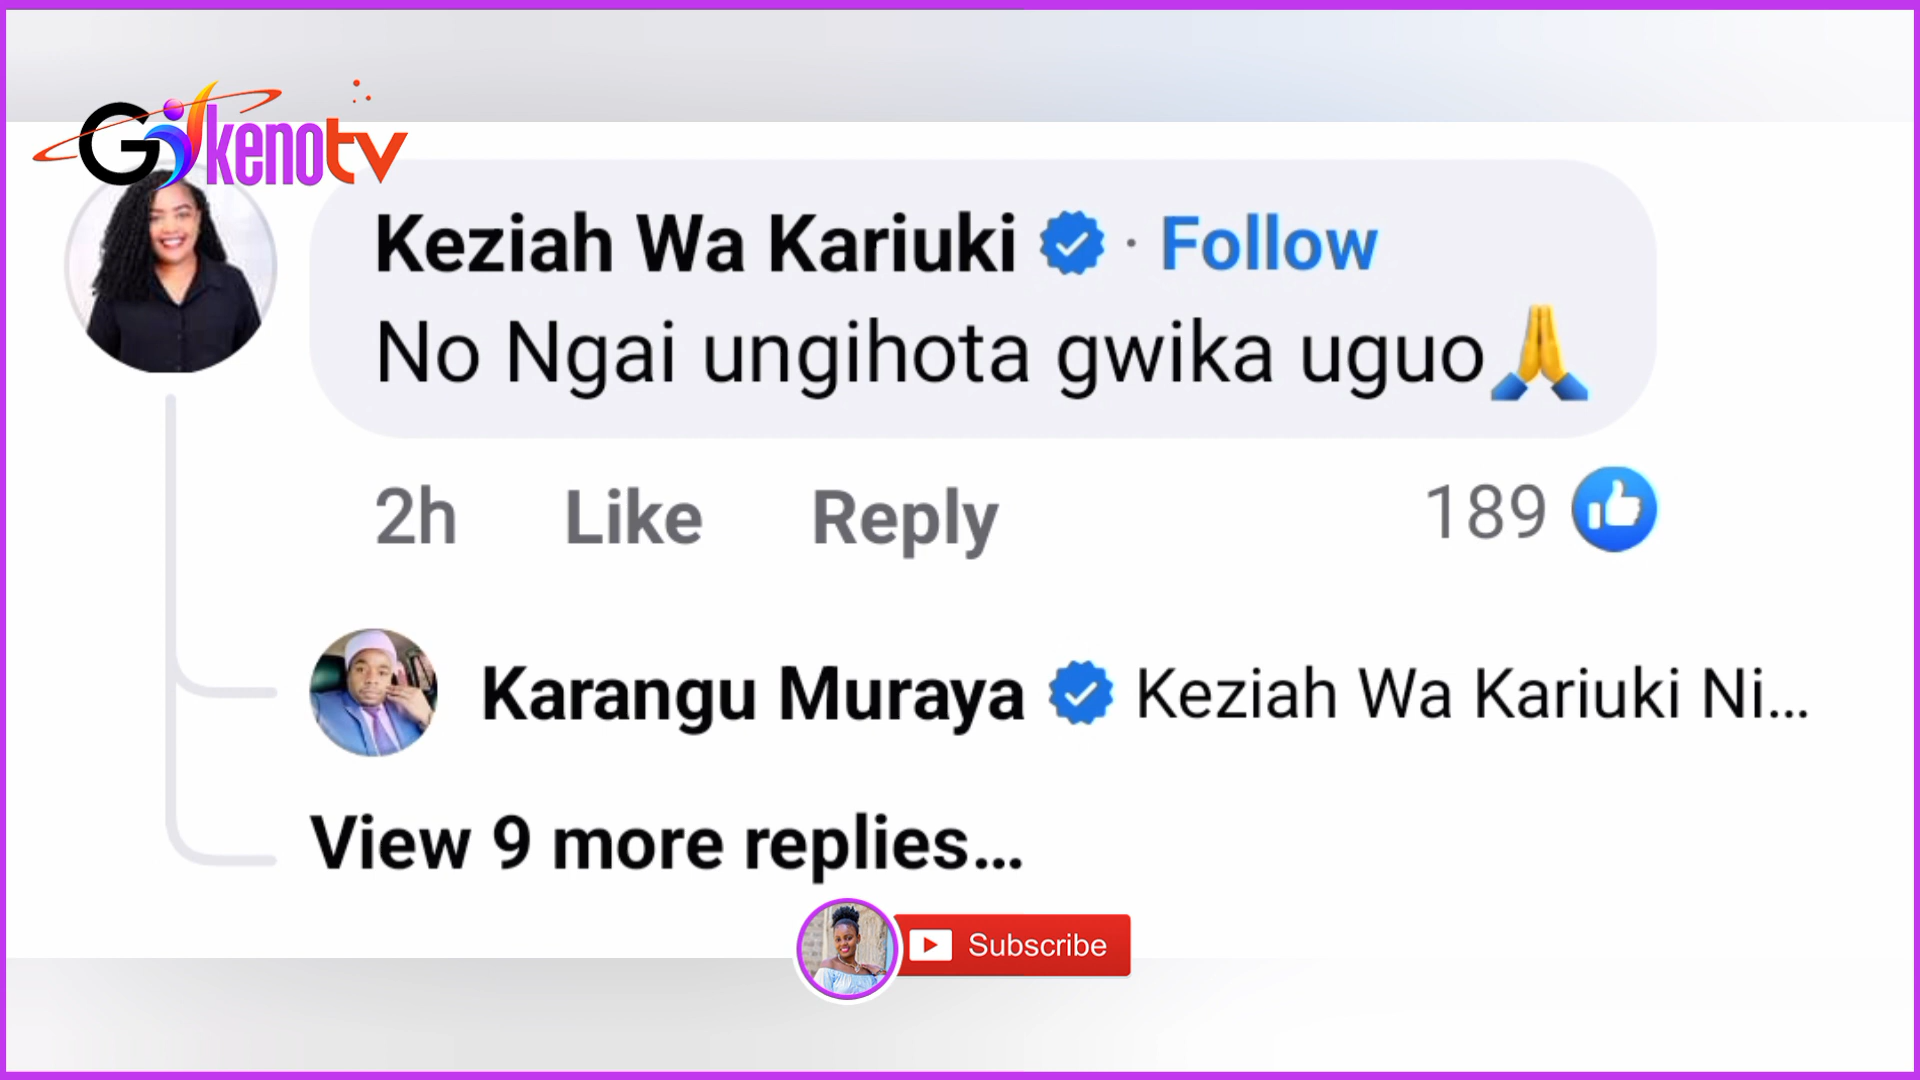 Gikenotv
Keziah Wa Kariuki · Follow
No Ngai ungihota gwika uguo🙏
2h Like Reply 189
Karangu Muraya Keziah Wa Kariuki Ni...
View 9 more replies...
Subscribe